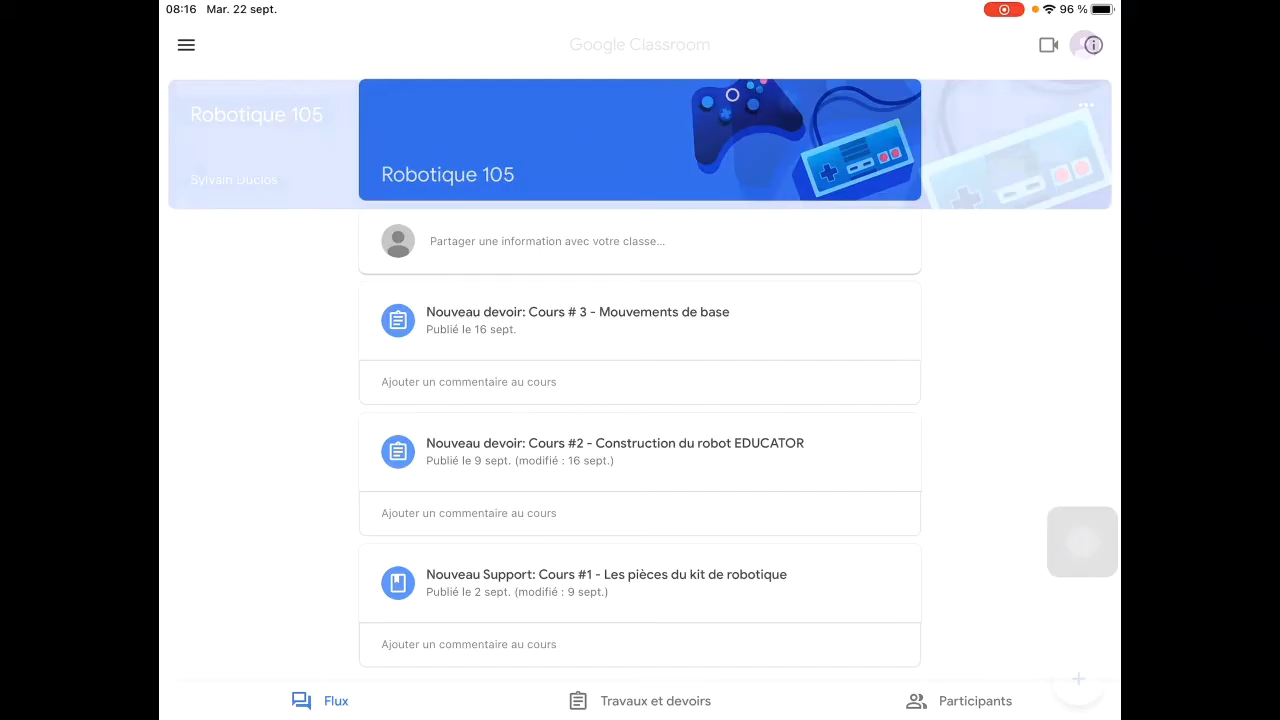 08:16 Mar. 22 sept.
96 %
Google Classroom
Robotique 105
Sylvain Duclos
Robotique 105
Partager une information avec votre classe...
Nouveau devoir: Cours # 3 - Mouvements de base
Publié le 16 sept.
Ajouter un commentaire au cours
Nouveau devoir: Cours #2 - Construction du robot EDUCATOR
Publié le 9 sept. (modifié : 16 sept.)
Ajouter un commentaire au cours
Nouveau Support: Cours #1 - Les pièces du kit de robotique
Publié le 2 sept. (modifié : 9 sept.)
Ajouter un commentaire au cours
Flux
Travaux et devoirs
Participants